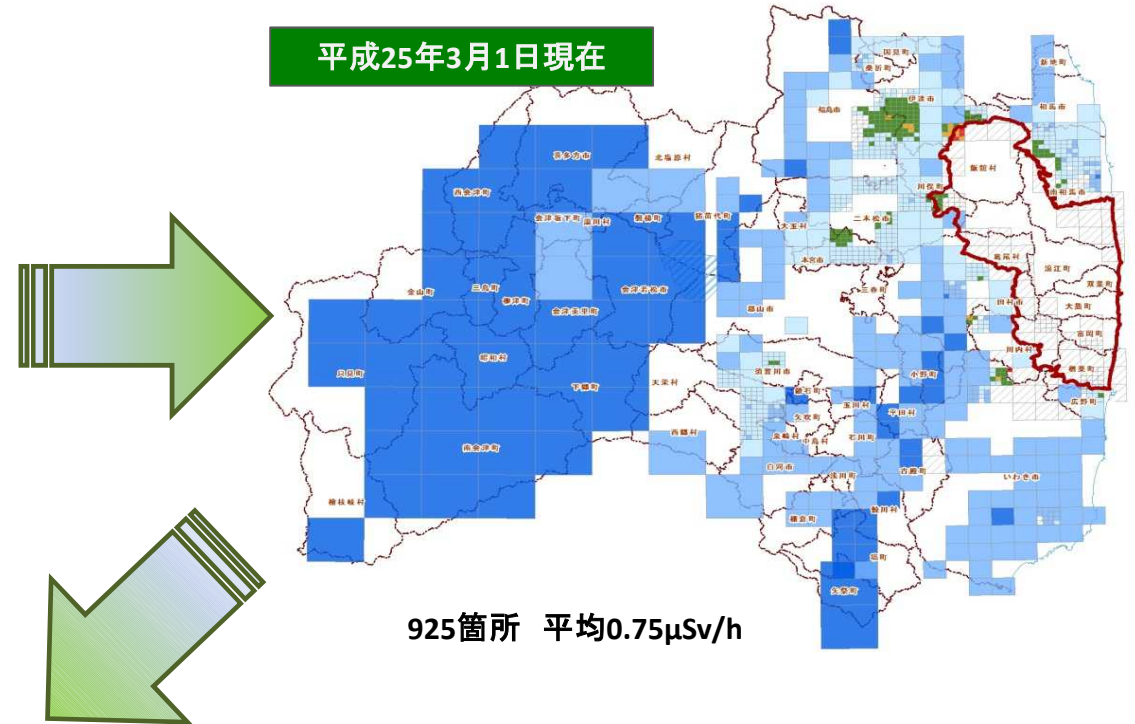 平成25年3月1日現在
国見町
桑折町
新地町
伊達市
相馬市
福島市
喜多方市
北塩原村
飯舘村
川俣町
南相馬市
西会津町
会津坂下町
湯川村
磐梯町
猪苗代町
大玉村
二本松市
本宮市
葛尾村
浪江町
双葉町
金山町
三島町
柳津町
会津若松市
三春町
田村市
大熊町
会津美里町
郡山市
富岡町
川内村
昭和村
楢葉町
只見町
下郷町
天栄村
須賀川市
小野町
鏡石町
広野町
矢吹町
玉川村
平田村
西郷村
泉崎村
中島村
石川町
南会津町
白河市
浅川町
古殿町
いわき市
檜枝岐村
棚倉町
鮫川村
塙町
矢祭町
925箇所 平均0.75μSv/h